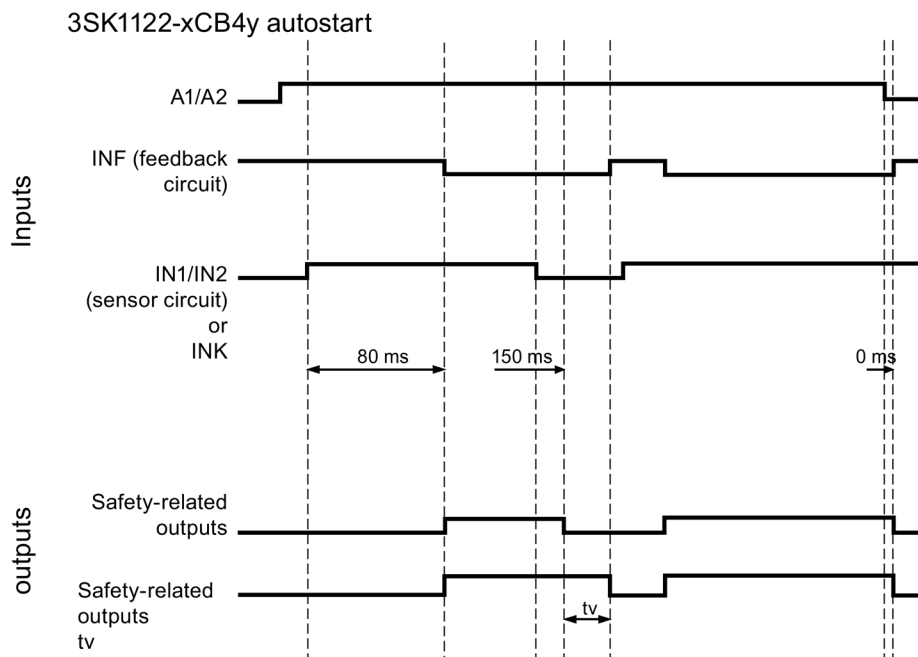 3SK1122-xCB4y autostart
Inputs
A1/A2
INF (feedback
circuit)
IN1/IN2
(sensor circuit)
or
INK
80 ms
150 ms
0 ms
outputs
Safety-related
outputs
Safety-related
outputs
tv
tv